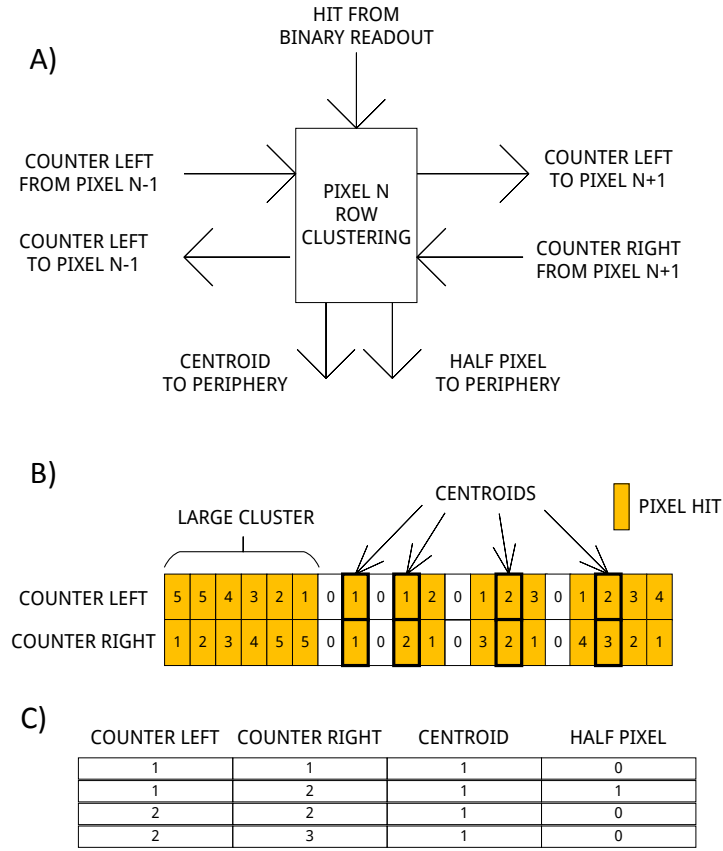 HIT FROM
BINARY READOUT
A)
COUNTER LEFT
FROM PIXEL N-1
COUNTER LEFT
TO PIXEL N+1
PIXEL N
ROW
CLUSTERING
COUNTER LEFT
TO PIXEL N-1
COUNTER RIGHT
FROM PIXEL N+1
CENTROID
TO PERIPHERY
HALF PIXEL
TO PERIPHERY
B)
CENTROIDS
PIXEL HIT
LARGE CLUSTER
COUNTER LEFT 5 5 4 3 2 1 0 1 0 1 2 0 1 2 3 0 1 2 3 4
COUNTER RIGHT 1 2 3 4 5 5 0 1 0 2 1 0 3 2 1 0 4 3 2 1
C)
COUNTER LEFT COUNTER RIGHT CENTROID HALF PIXEL
1 1 1 0
1 2 1 1
2 2 1 0
2 3 1 0